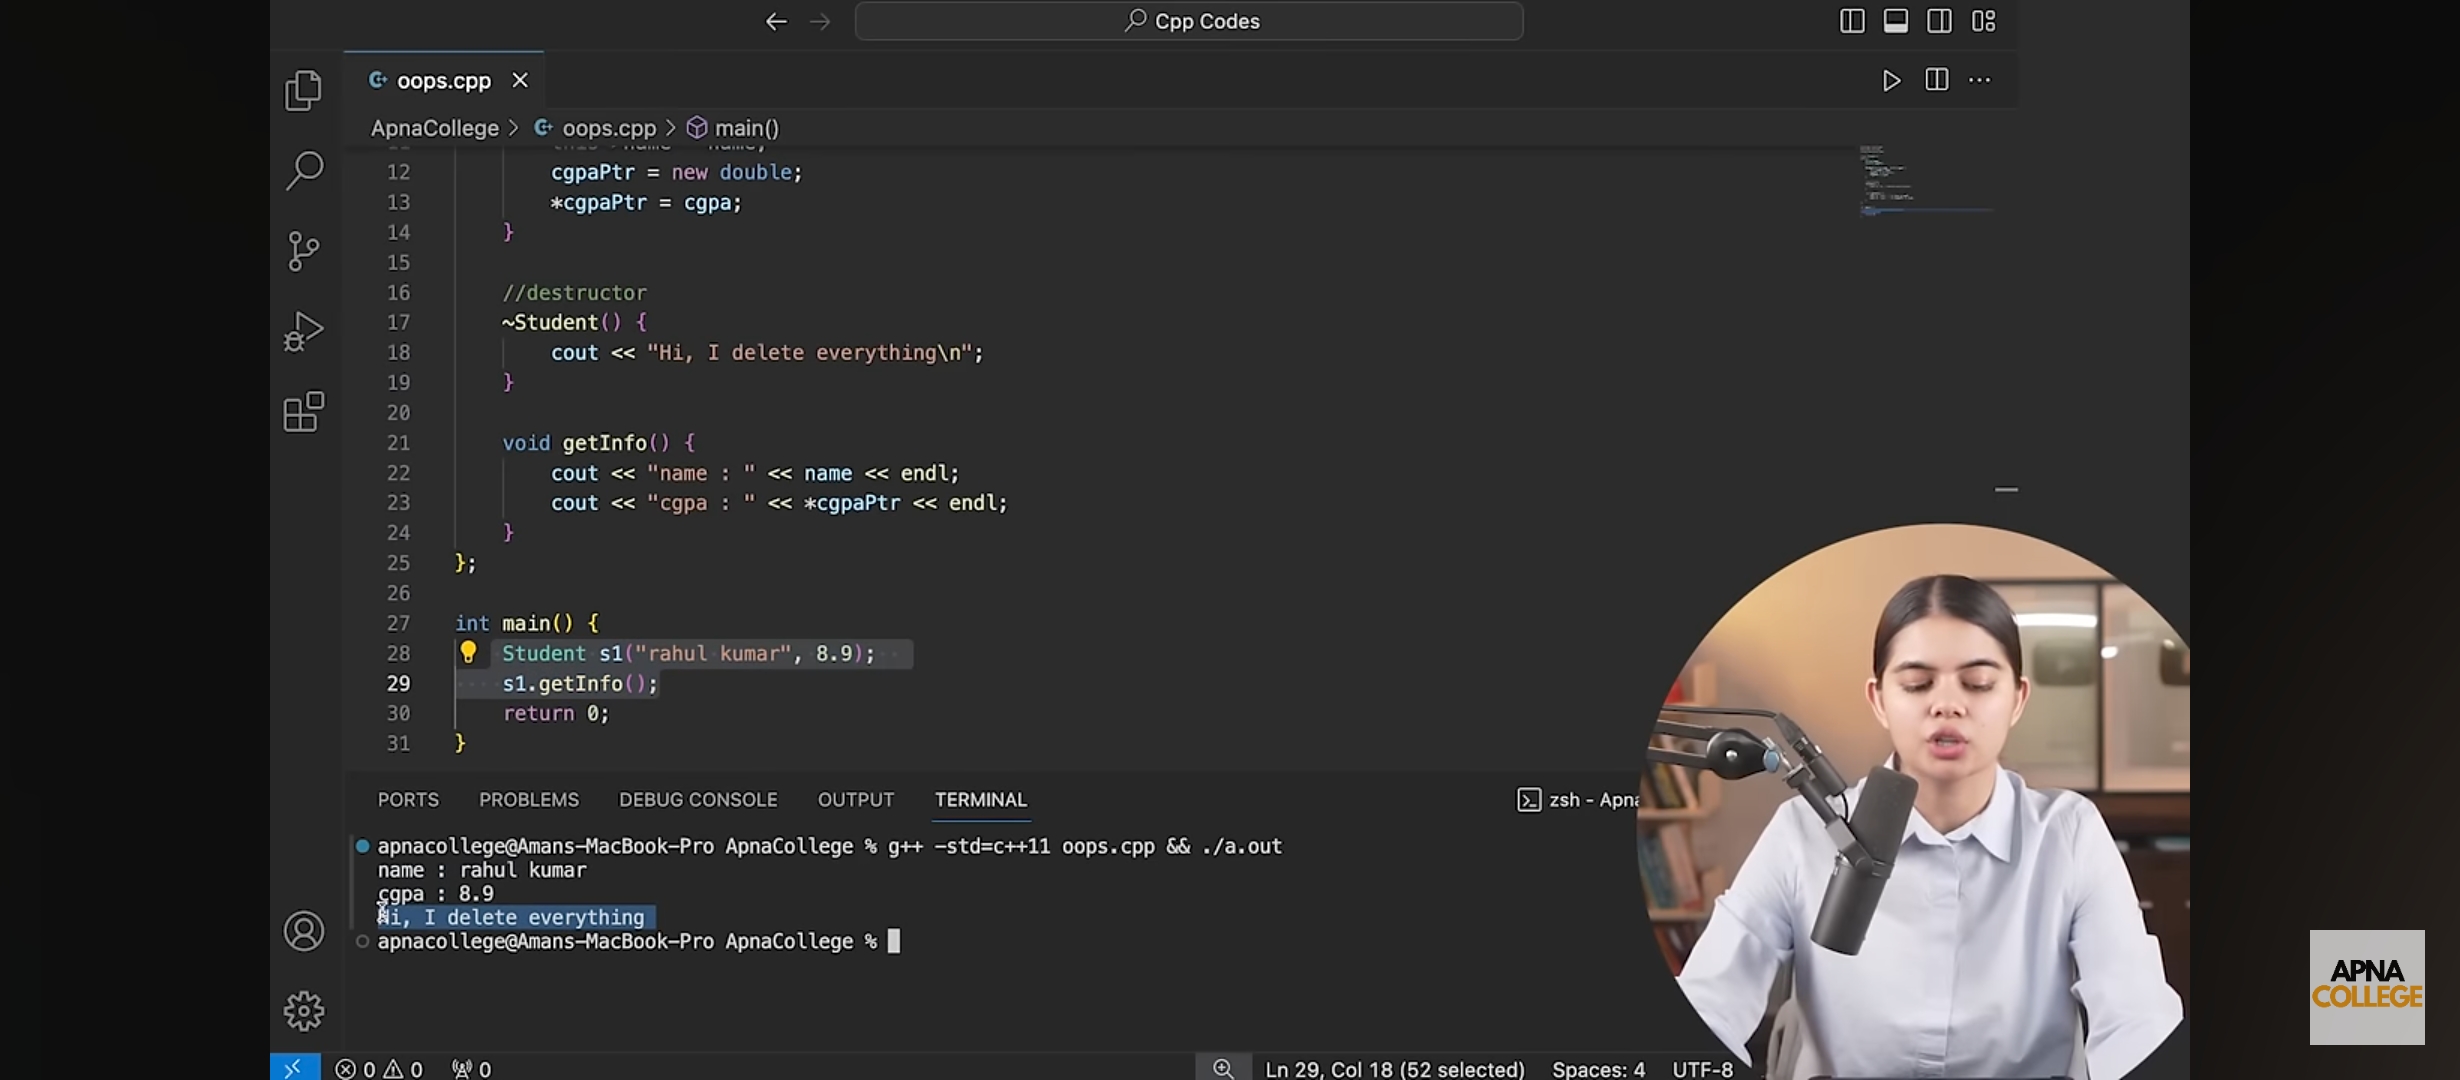 Cpp Codes
oops.cpp
ApnaCollege > oops.cpp > main()
12 cgpaPtr = new double;
13 *cgpaPtr = cgpa;
14 }
15
16 //destructor
17 ~Student() {
18 cout << "Hi, I delete everything\n";
19 }
20
21 void getInfo() {
22 cout << "name : " << name << endl;
23 cout << "cgpa : " << *cgpaPtr << endl;
24 }
25 };
26
27 int main() {
28 Student s1("rahul kumar", 8.9);
29 s1.getInfo();
30 return 0;
31 }
PORTS PROBLEMS DEBUG CONSOLE OUTPUT TERMINAL zsh - Apna
apnacollege@Amans-MacBook-Pro ApnaCollege % g++ -std=c++11 oops.cpp && ./a.out
name : rahul kumar
cgpa : 8.9
Hi, I delete everything
apnacollege@Amans-MacBook-Pro ApnaCollege %
0 0 0 Ln 29, Col 18 (52 selected) Spaces: 4 UTF-8
APNA
COLLEGE